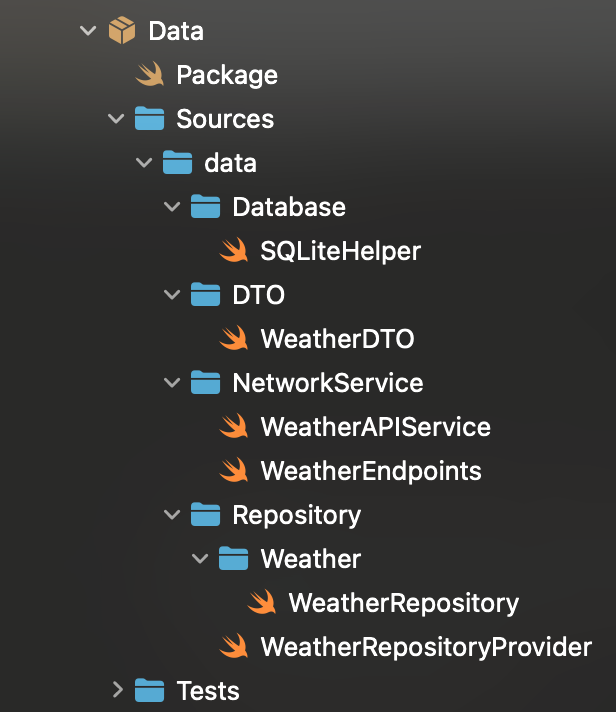 Data
Package
Sources
data
Database
SQLiteHelper
DTO
WeatherDTO
NetworkService
WeatherAPIService
WeatherEndpoints
Repository
Weather
WeatherRepository
WeatherRepositoryProvider
Tests